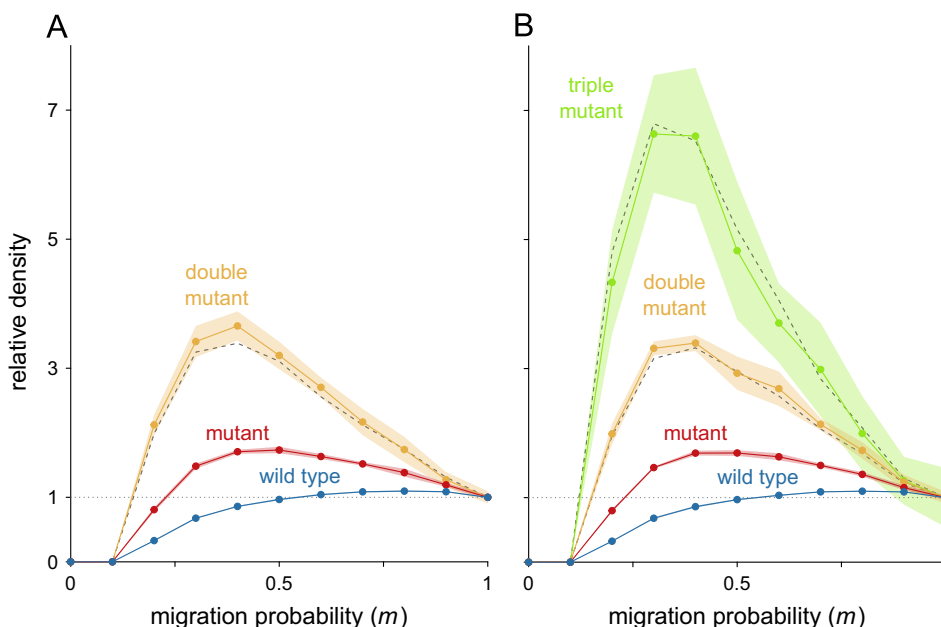 A
7
5
3
1
0
relative density
double
mutant
mutant
wild type
0
0.5
1
migration probability (m)
B
triple
mutant
double
mutant
mutant
wild type
0
0.5
migration probability (m)